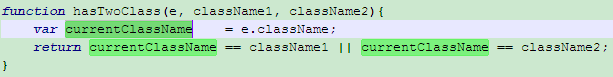 function hasTwoClass(e, className1, className2){
    var currentClassName    = e.className;
    return currentClassName == className1 || currentClassName == className2;
}